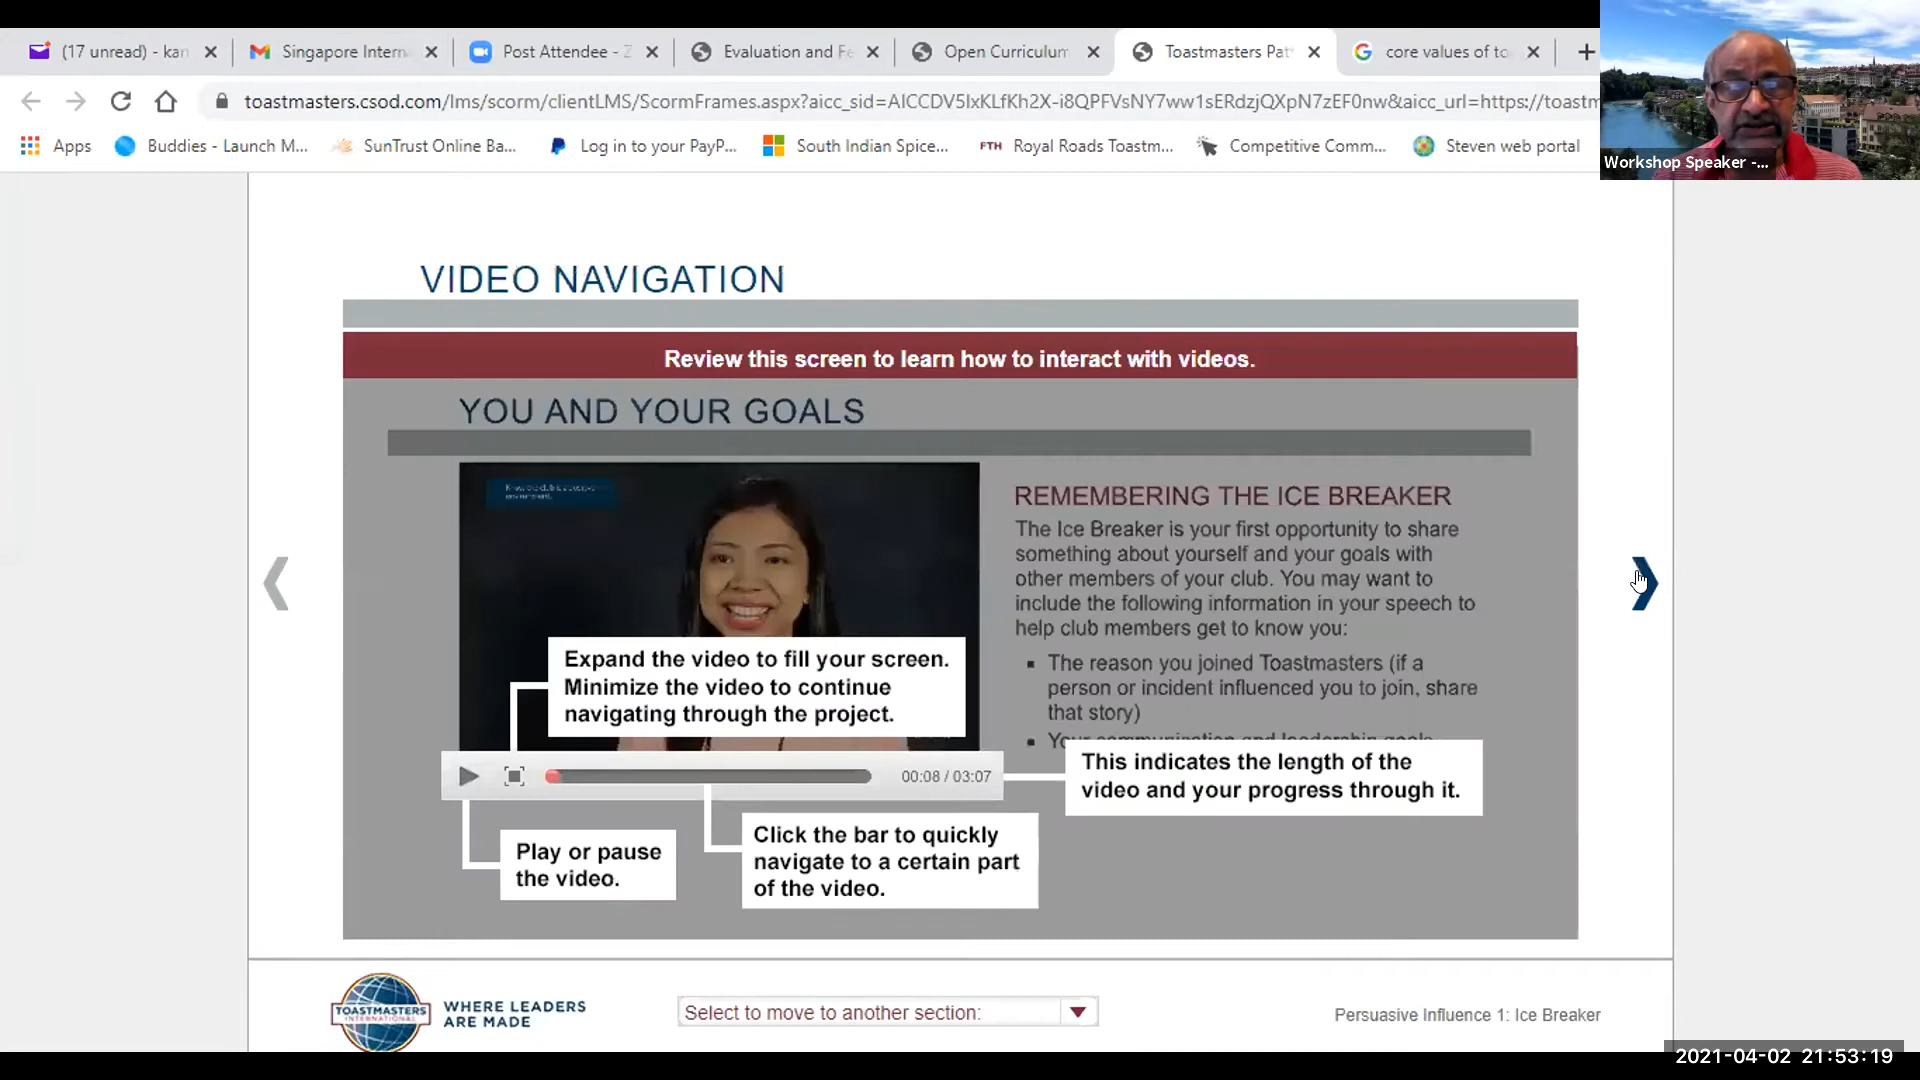 (17 unread) - kan
Singapore Intern
Post Attendee - Z
Evaluation and Fe
Open Curriculum
Toastmasters Pat
core values of to
toastmasters.csod.com/lms/scorm/clientLMS/ScormFrames.aspx?aicc_sid=AICCDV5IxKLfKh2X-i8QPFVsNY7ww1sERdzjQXpN7zEF0nw&aicc_url=https://toastm
Apps
Buddies - Launch M...
SunTrust Online Ba...
Log in to your PayP...
South Indian Spice...
FTH Royal Roads Toastm...
Competitive Comm...
Steven web portal
Workshop Speaker -...
VIDEO NAVIGATION
Review this screen to learn how to interact with videos.
YOU AND YOUR GOALS
REMEMBERING THE ICE BREAKER
The Ice Breaker is your first opportunity to share
something about yourself and your goals with
other members of your club. You may want to
include the following information in your speech to
help club members get to know you:
The reason you joined Toastmasters (if a
person or incident influenced you to join, share
that story)
Your communication and leadership goals
Expand the video to fill your screen.
Minimize the video to continue
navigating through the project.
00:08 / 03:07
This indicates the length of the
video and your progress through it.
Play or pause
the video.
Click the bar to quickly
navigate to a certain part
of the video.
TOASTMASTERS
INTERNATIONAL
WHERE LEADERS
ARE MADE
Select to move to another section:
Persuasive Influence 1: Ice Breaker
2021-04-02 21:53:19